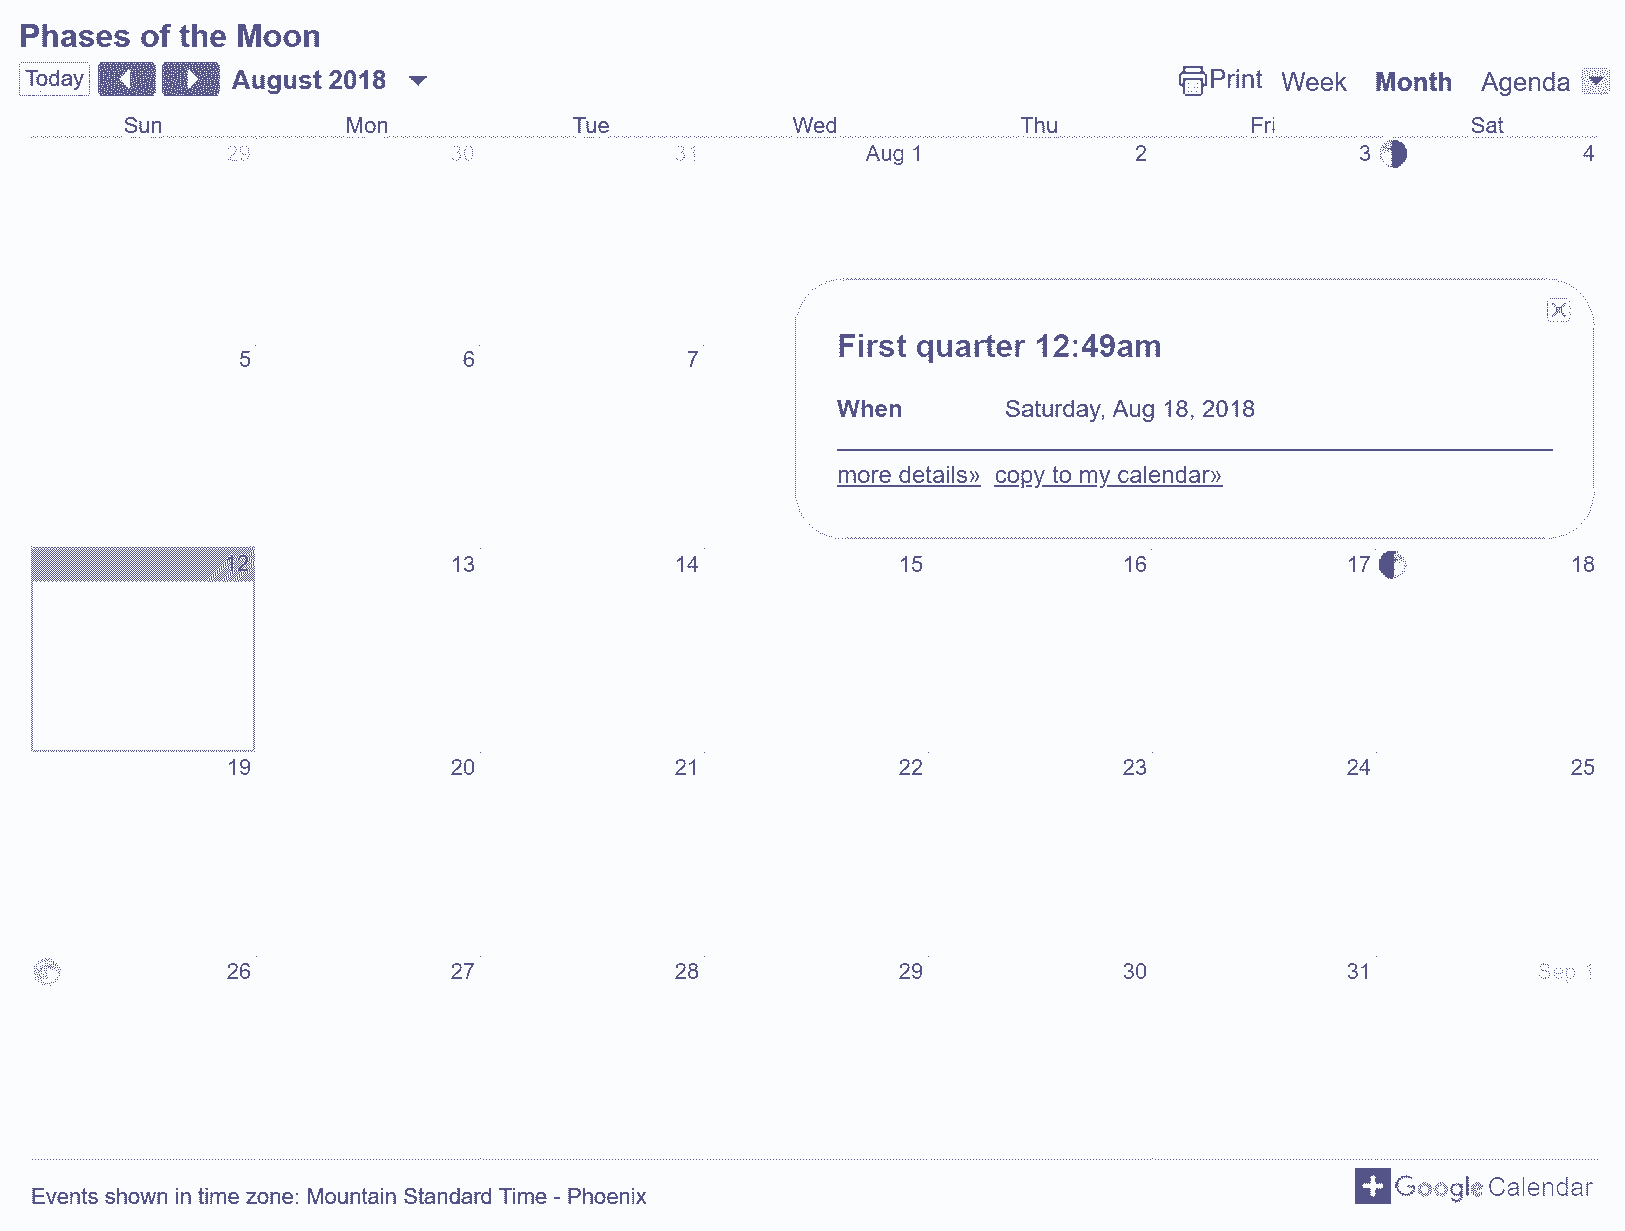 Phases of the Moon
Today August 2018 Print Week Month Agenda
Sun Mon Tue Wed Thu Fri Sat
29 30 31 Aug 1 2 3 4
First quarter 12:49am
5 6 7
When Saturday, Aug 18, 2018
more details» copy to my calendar»
12 13 14 15 16 17 18
19 20 21 22 23 24 25
26 27 28 29 30 31 Sep 1
Events shown in time zone: Mountain Standard Time - Phoenix
Google Calendar